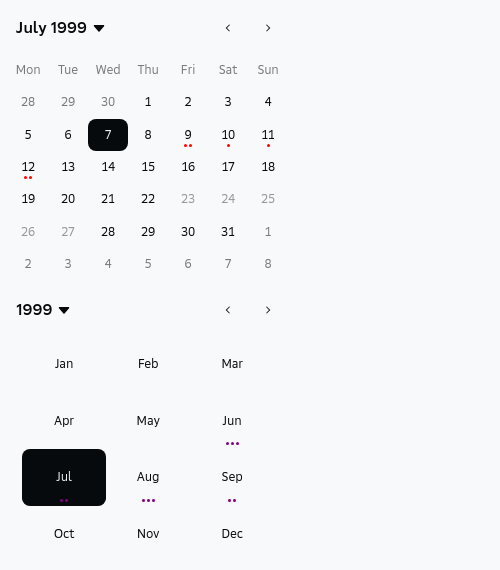 July 1999
Mon Tue Wed Thu Fri Sat Sun
28 29 30 1 2 3 4
5 6 7 8 9 10 11
12 13 14 15 16 17 18
19 20 21 22 23 24 25
26 27 28 29 30 31 1
2 3 4 5 6 7 8
1999
Jan Feb Mar
Apr May Jun
Jul Aug Sep
Oct Nov Dec